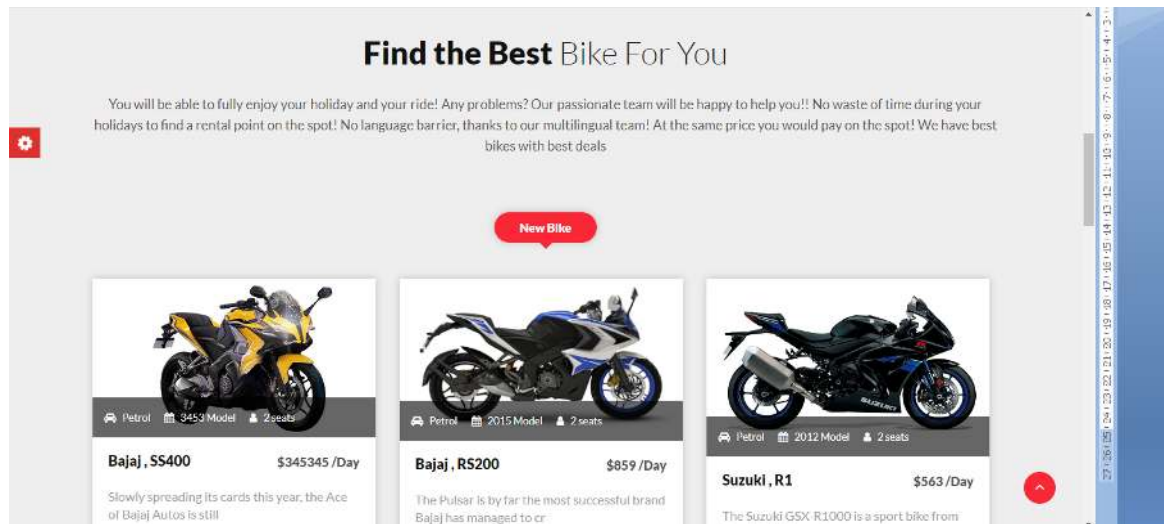 Find the Best Bike For You
You will be able to fully enjoy your holiday and your ride! Any problems? Our passionate team will be happy to help you!! No waste of time during your
holidays to find a rental point on the spot! No language barrier, thanks to our multilingual team! At the same price you would pay on the spot! We have best
bikes with best deals
New Bike
Petrol 3453 Model 2 seats
Bajaj , SS400 $345345 /Day
Slowly spreading its cards this year, the Ace
of Bajaj Autos is still
Petrol 2015 Model 2 seats
Bajaj , RS200 $859 /Day
The Pulsar is by far the most successful brand
Bajaj has managed to cr
SUZUKI
Petrol 2012 Model 2 seats
Suzuki , R1 $563 /Day
The Suzuki GSX-R1000 is a sport bike from